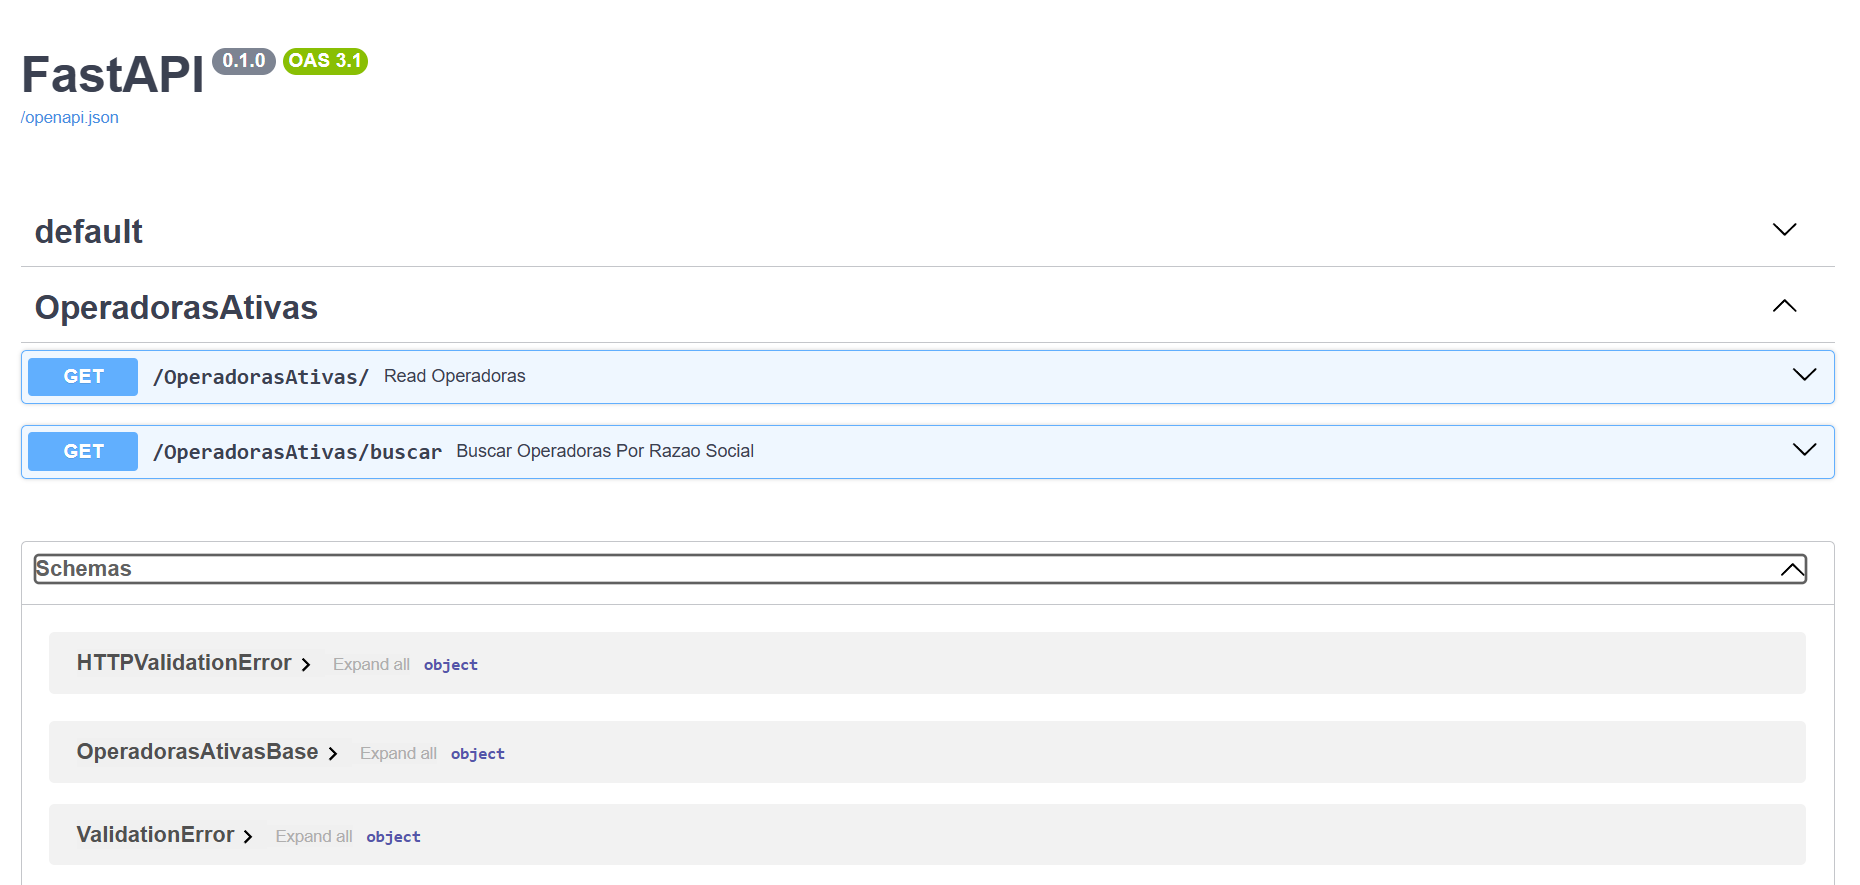 FastAPI 0.1.0 OAS 3.1
/openapi.json
default
OperadorasAtivas
GET /OperadorasAtivas/ Read Operadoras
GET /OperadorasAtivas/buscar Buscar Operadoras Por Razao Social
Schemas
HTTPValidationError Expand all object
OperadorasAtivasBase Expand all object
ValidationError Expand all object